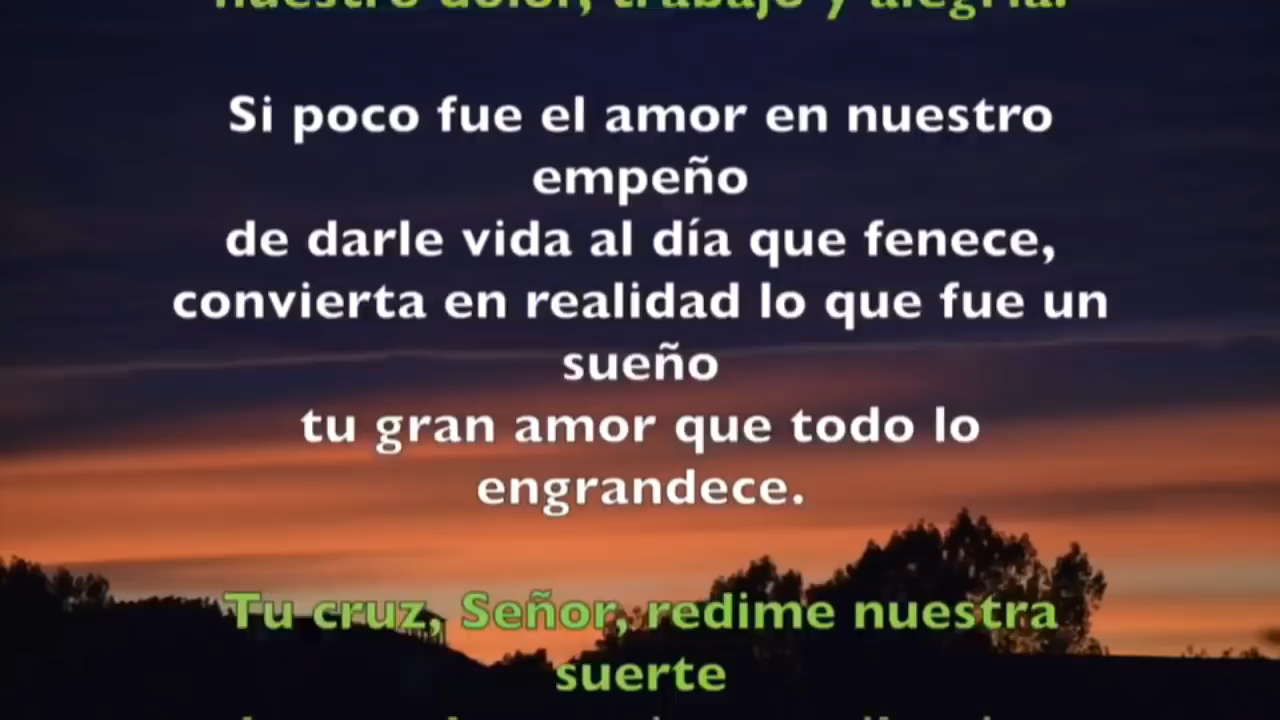 nuestro dolor, trabajo y alegría.
Si poco fue el amor en nuestro
empeño
de darle vida al día que fenece,
convierta en realidad lo que fue un
sueño
tu gran amor que todo lo
engrandece.
Tu cruz, Señor, redime nuestra
suerte